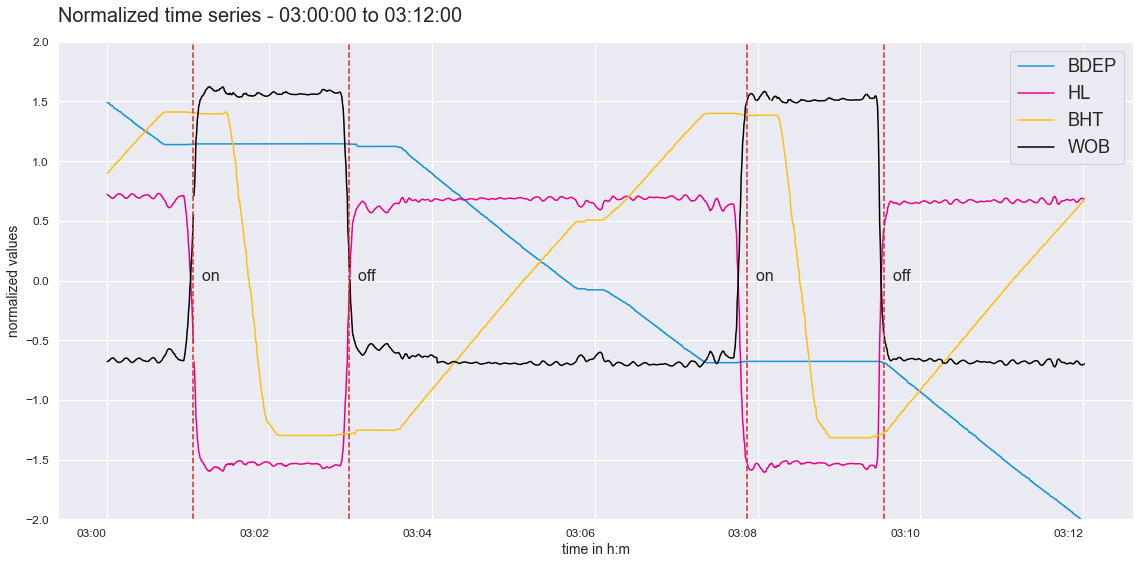 Normalized time series - 03:00:00 to 03:12:00
2.0
1.5
1.0
0.5
0.0
−0.5
−1.0
−1.5
−2.0
normalized values
BDEP
HL
BHT
WOB
on
off
on
off
03:00
03:02
03:04
03:06
03:08
03:10
03:12
time in h:m